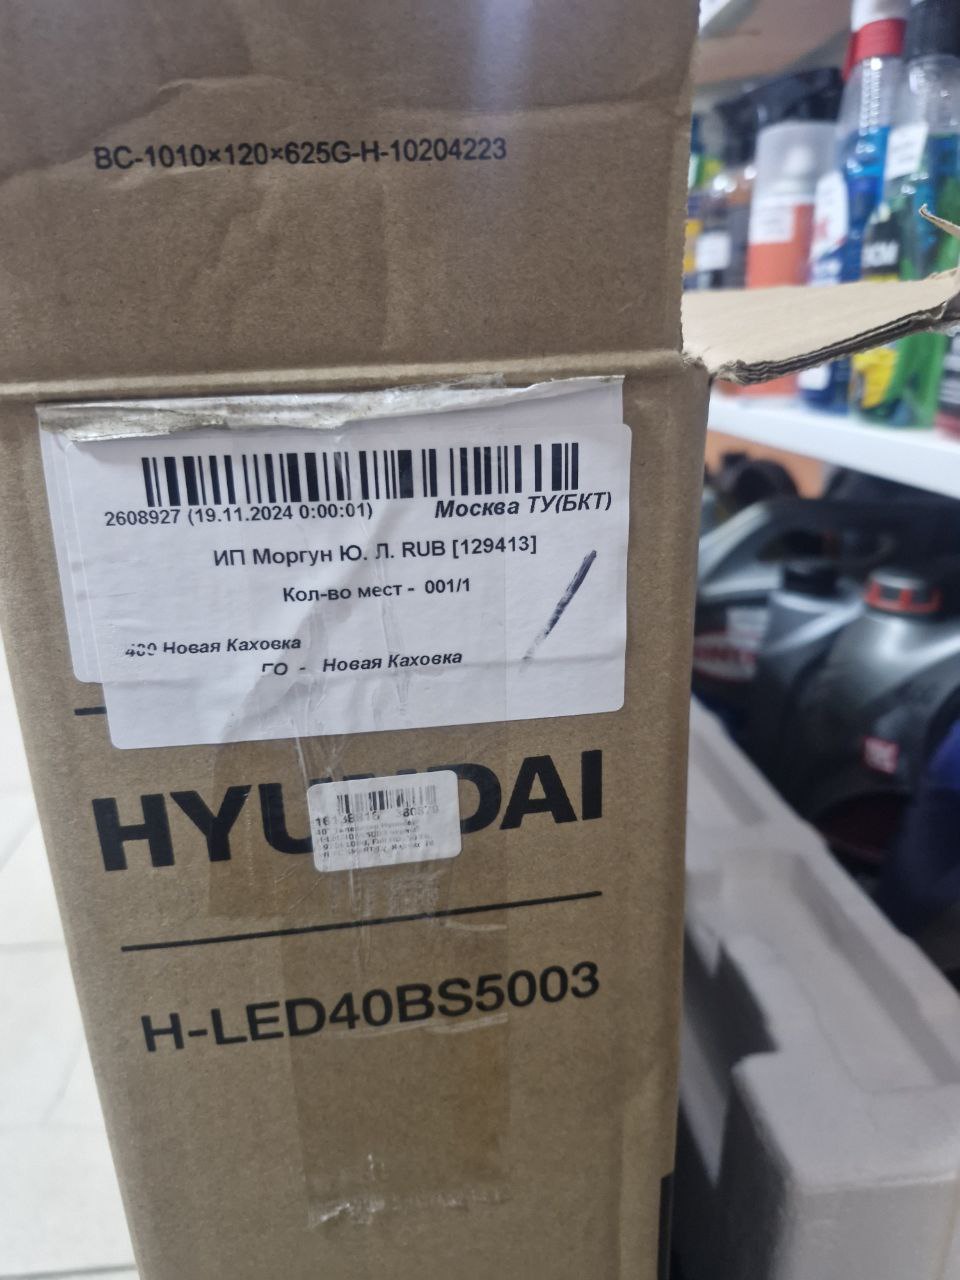 BC-1010×120×625G-H-10204223
2608927 (19.11.2024 0:00:01) Москва ТУ(БКТ)
ИП Моргун Ю. Л. RUB [129413]
Кол-во мест - 001/1
Новая Каховка
- Новая Каховка
HYUNDAI
H-LED40BS5003